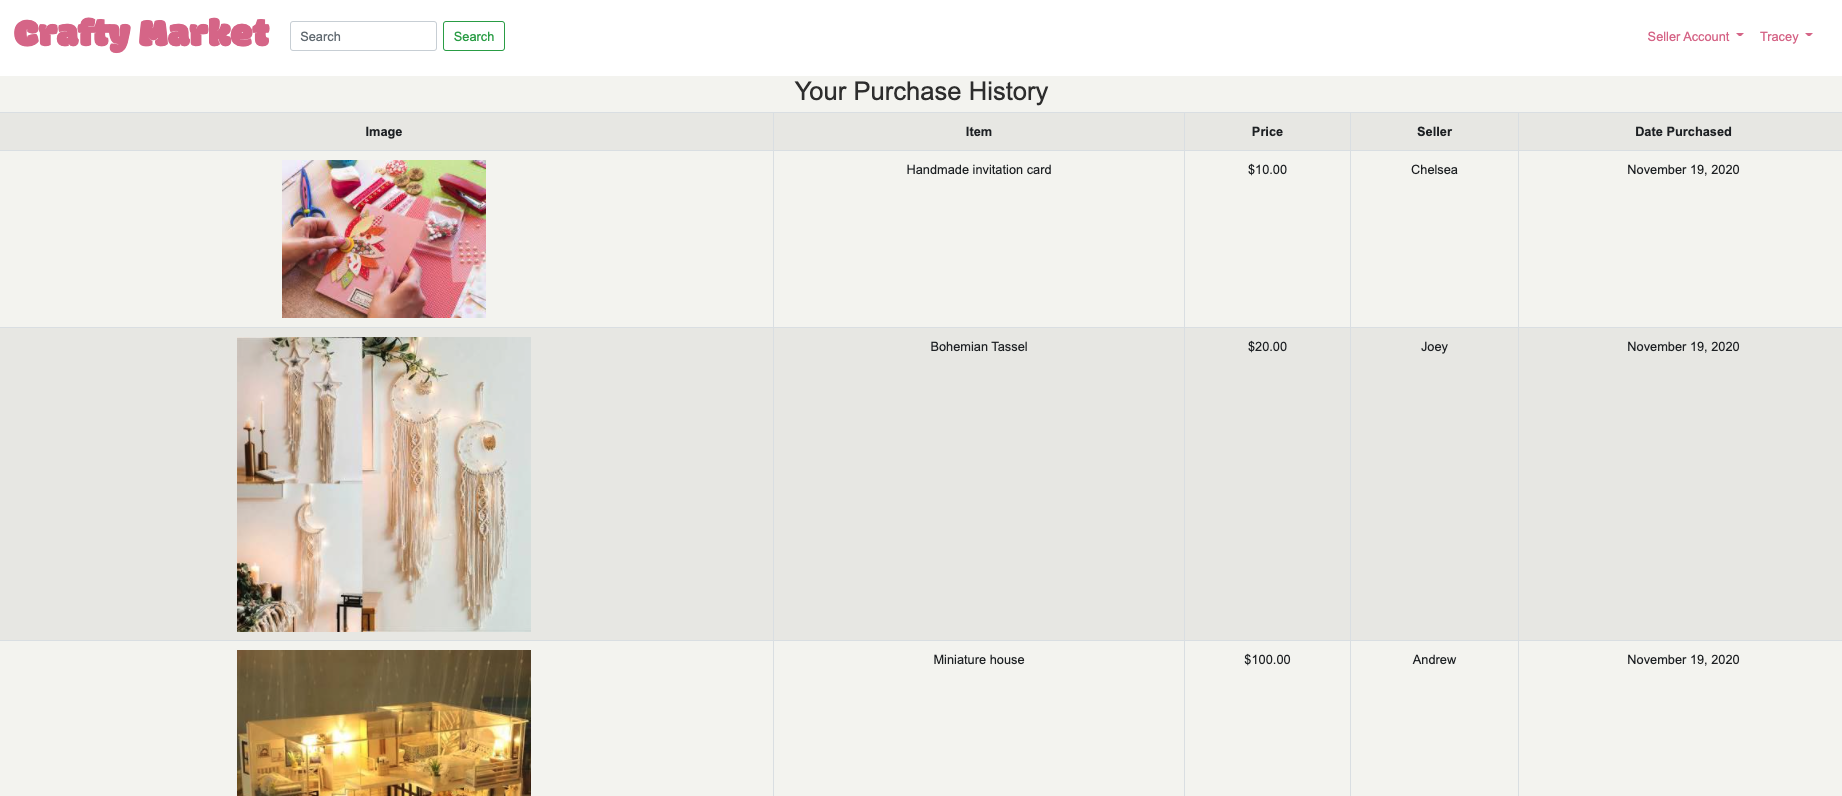 Crafty Market
Search Search
Seller Account Tracey
Your Purchase History
Image Item Price Seller Date Purchased
Handmade invitation card $10.00 Chelsea November 19, 2020
Bohemian Tassel $20.00 Joey November 19, 2020
Miniature house $100.00 Andrew November 19, 2020